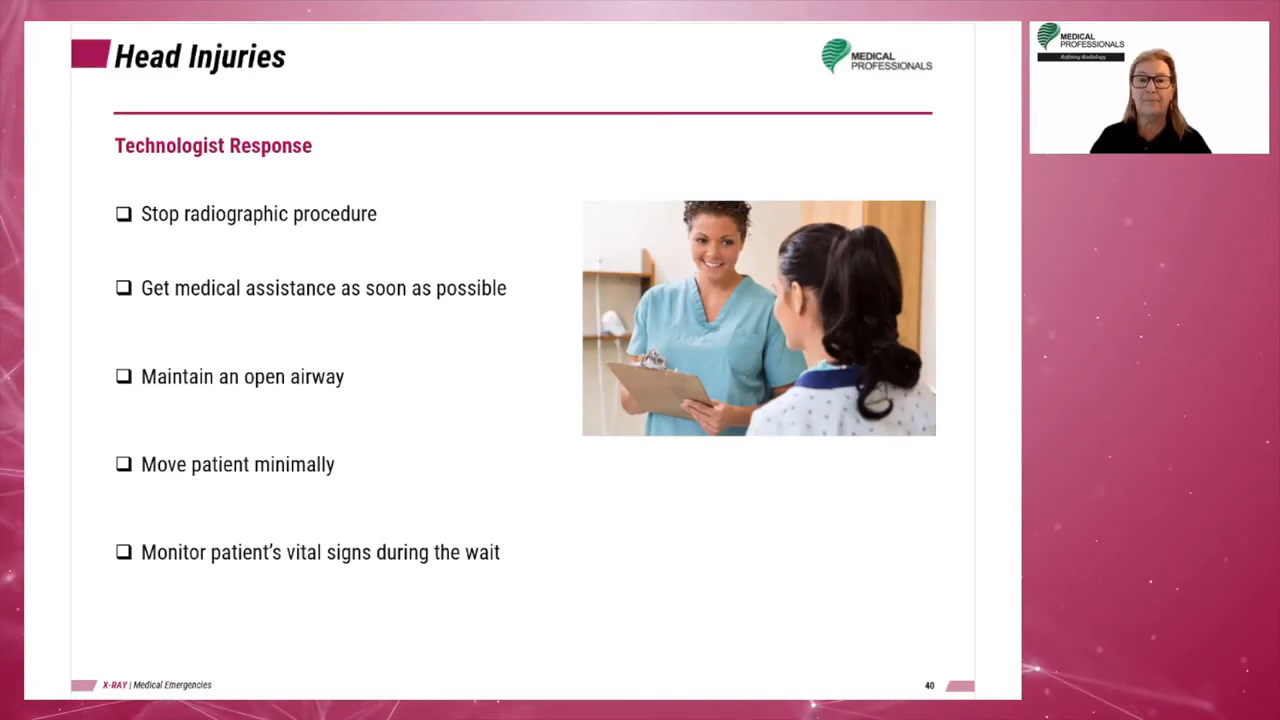 Head Injuries
MEDICAL
PROFESSIONALS
Technologist Response
Stop radiographic procedure
Get medical assistance as soon as possible
Maintain an open airway
Move patient minimally
Monitor patient’s vital signs during the wait
X-RAY | Medical Emergencies
40
MEDICAL
PROFESSIONALS
Refining Radiology